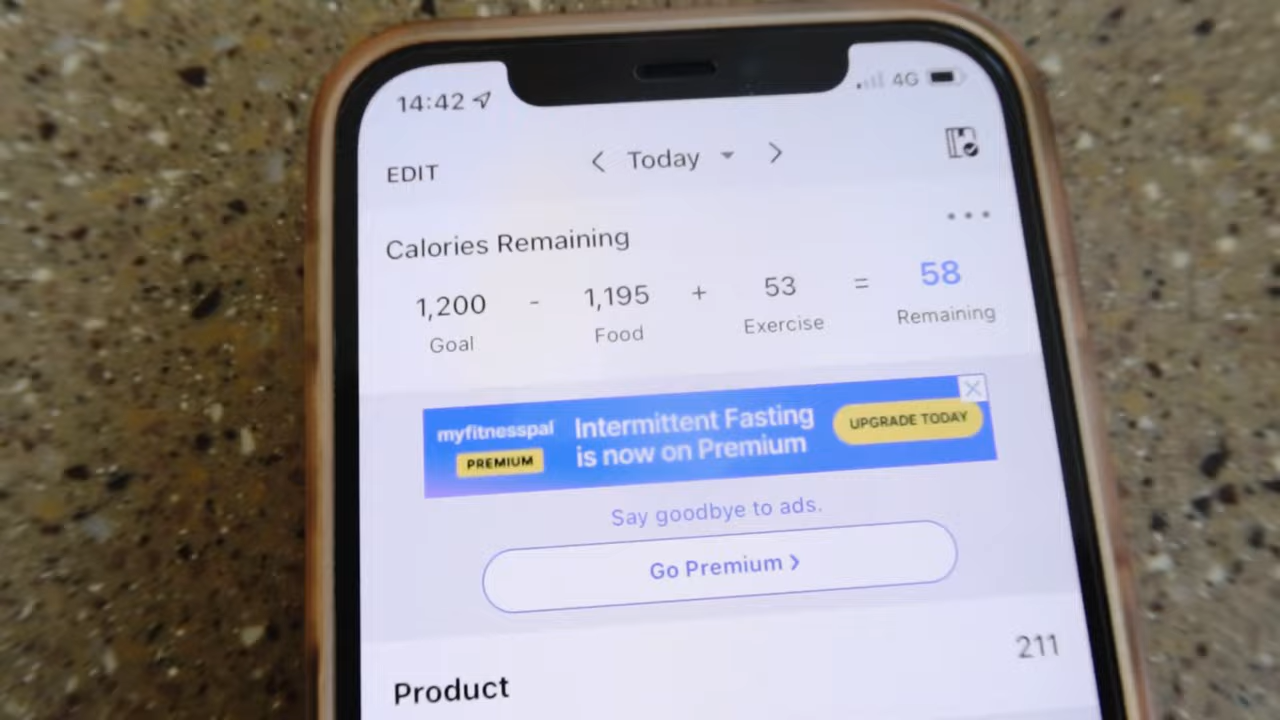 14:42 4G
EDIT < Today >
Calories Remaining
1,200 - 1,195 + 53 = 58
Goal Food Exercise Remaining
myfitnesspal
PREMIUM
Intermittent Fasting
is now on Premium
UPGRADE TODAY
Say goodbye to ads.
Go Premium >
Product 211